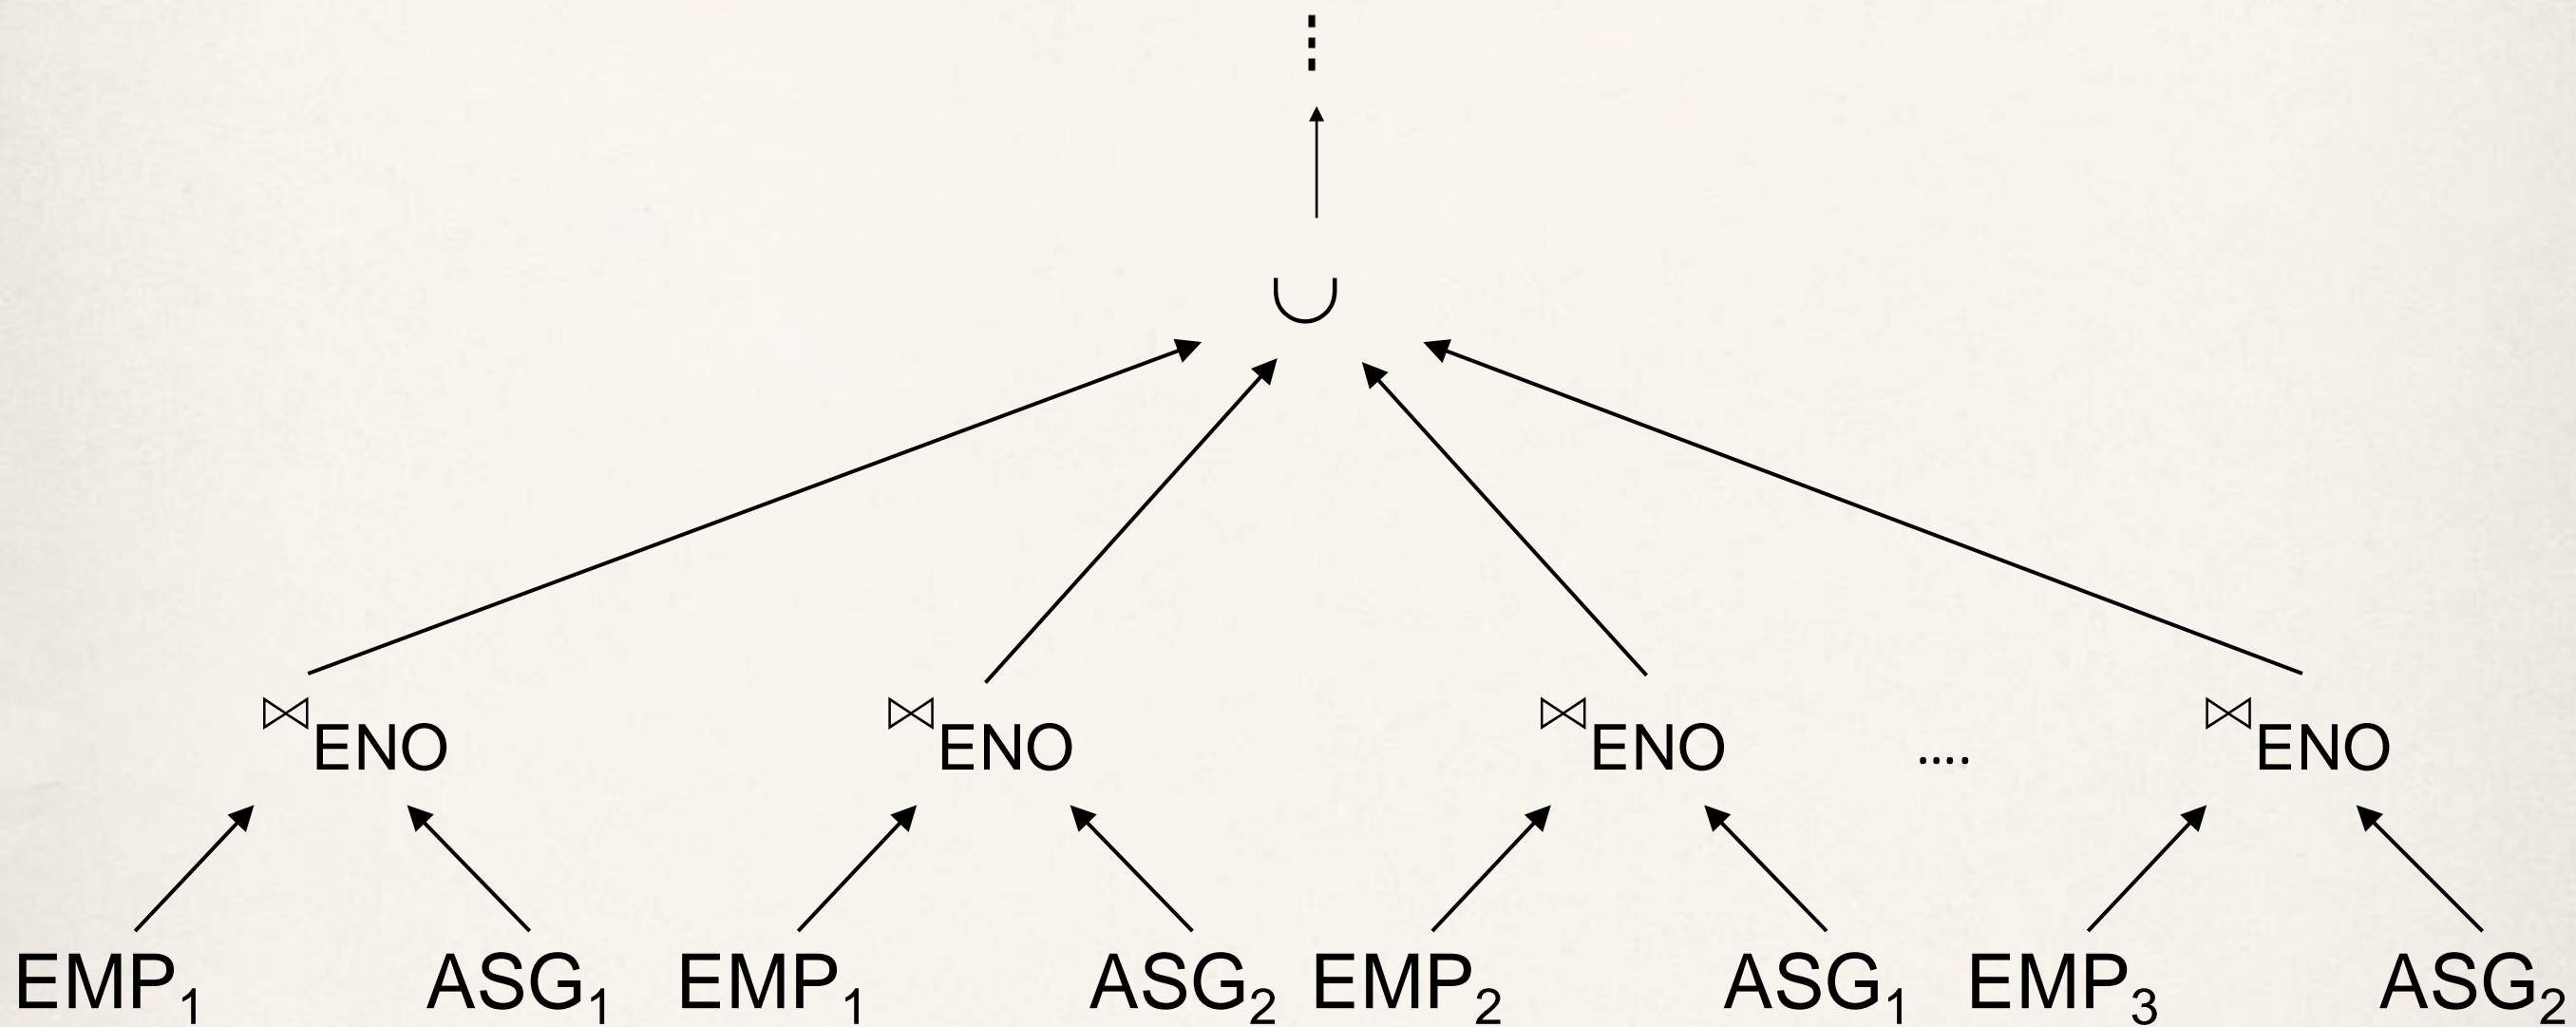 ⋮
∪
⋈ENO ⋈ENO ⋈ENO .... ⋈ENO
EMP₁ ASG₁ EMP₁ ASG₂ EMP₂ ASG₁ EMP₃ ASG₂